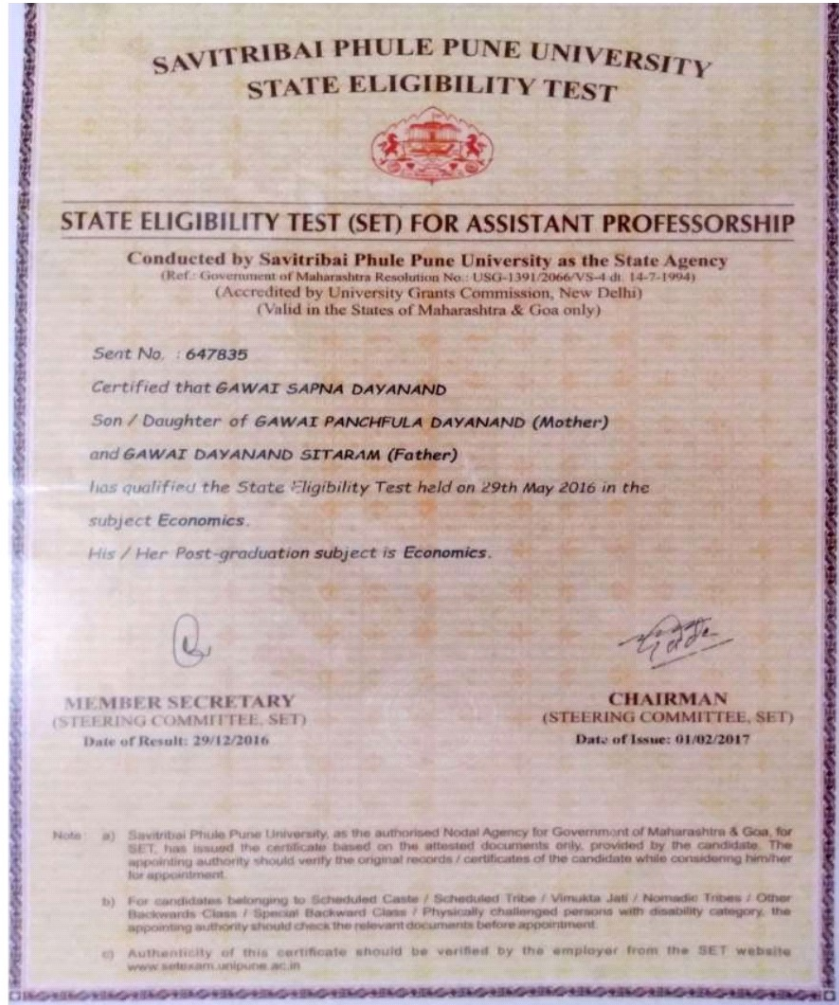 SAVITRIBAI PHULE PUNE UNIVERSITY
STATE ELIGIBILITY TEST
STATE ELIGIBILITY TEST (SET) FOR ASSISTANT PROFESSORSHIP
Conducted by Savitribai Phule Pune University as the State Agency
(Ref.: Government of Maharashtra Resolution No.: USG-1391/2066/VS-4 dt. 14-7-1994)
(Accredited by University Grants Commission, New Delhi)
(Valid in the States of Maharashtra & Goa only)
Seat No. : 647835
Certified that GAWAI SAPNA DAYANAND
Son / Daughter of GAWAI PANCHFULA DAYANAND (Mother)
and GAWAI DAYANAND SITARAM (Father)
has qualified the State Eligibility Test held on 29th May 2016 in the
subject Economics.
His / Her Post-graduation subject is Economics.
MEMBER SECRETARY
(STEERING COMMITTEE, SET)
Date of Result: 29/12/2016
CHAIRMAN
(STEERING COMMITTEE, SET)
Date of Issue: 01/02/2017
Note : a) Savitribai Phule Pune University, as the authorised Nodal Agency for Government of Maharashtra & Goa, for
SET, has issued the certificate based on the attested documents only, provided by the candidate. The
appointing authority should verify the original records / certificates of the candidate while considering him/her
for appointment.
b) For candidates belonging to Scheduled Caste / Scheduled Tribe / Vimukta Jati / Nomadic Tribes / Other
Backwards Class / Special Backward Class / Physically challenged persons with disability category, the
appointing authority should check the relevant documents before appointment.
c) Authenticity of this certificate should be verified by the employer from the SET website
www.setexam.unipune.ac.in